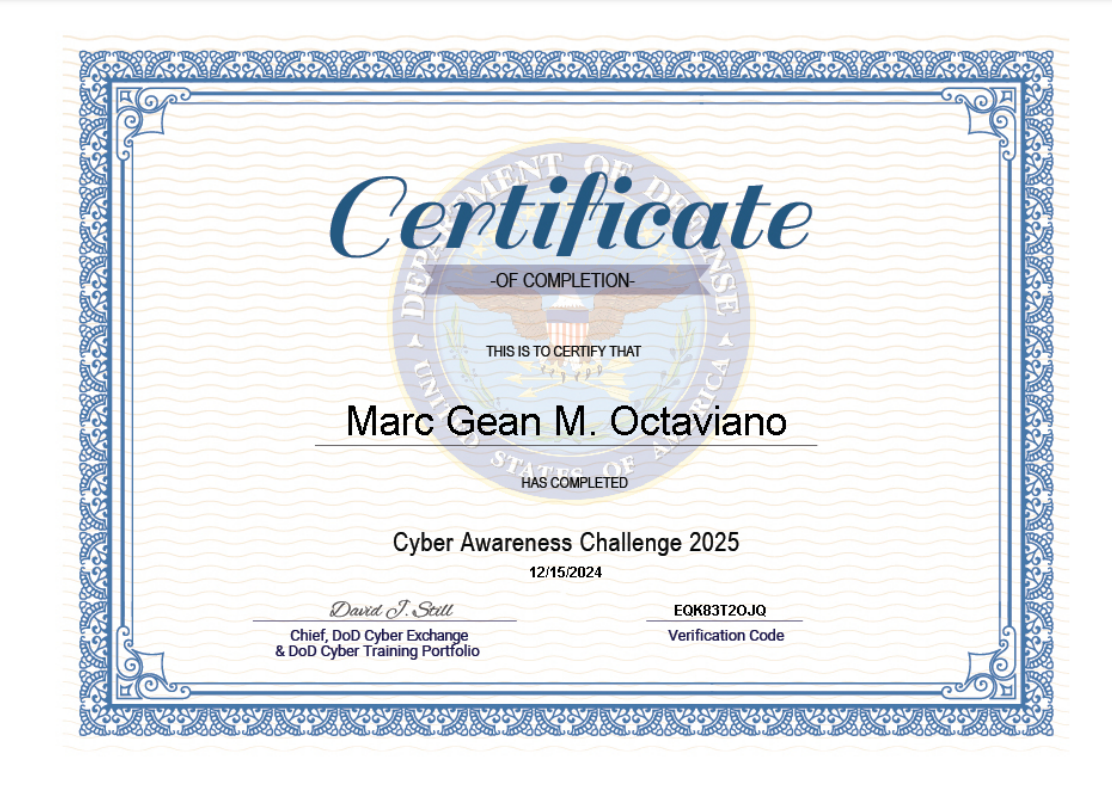 DEPARTMENT OF DEFENSE
Certificate
-OF COMPLETION-
THIS IS TO CERTIFY THAT
Marc Gean M. Octaviano
UNITED STATES OF AMERICA
HAS COMPLETED
Cyber Awareness Challenge 2025
12/15/2024
David J. Still
EQK83T2OJQ
Chief, DoD Cyber Exchange
& DoD Cyber Training Portfolio
Verification Code